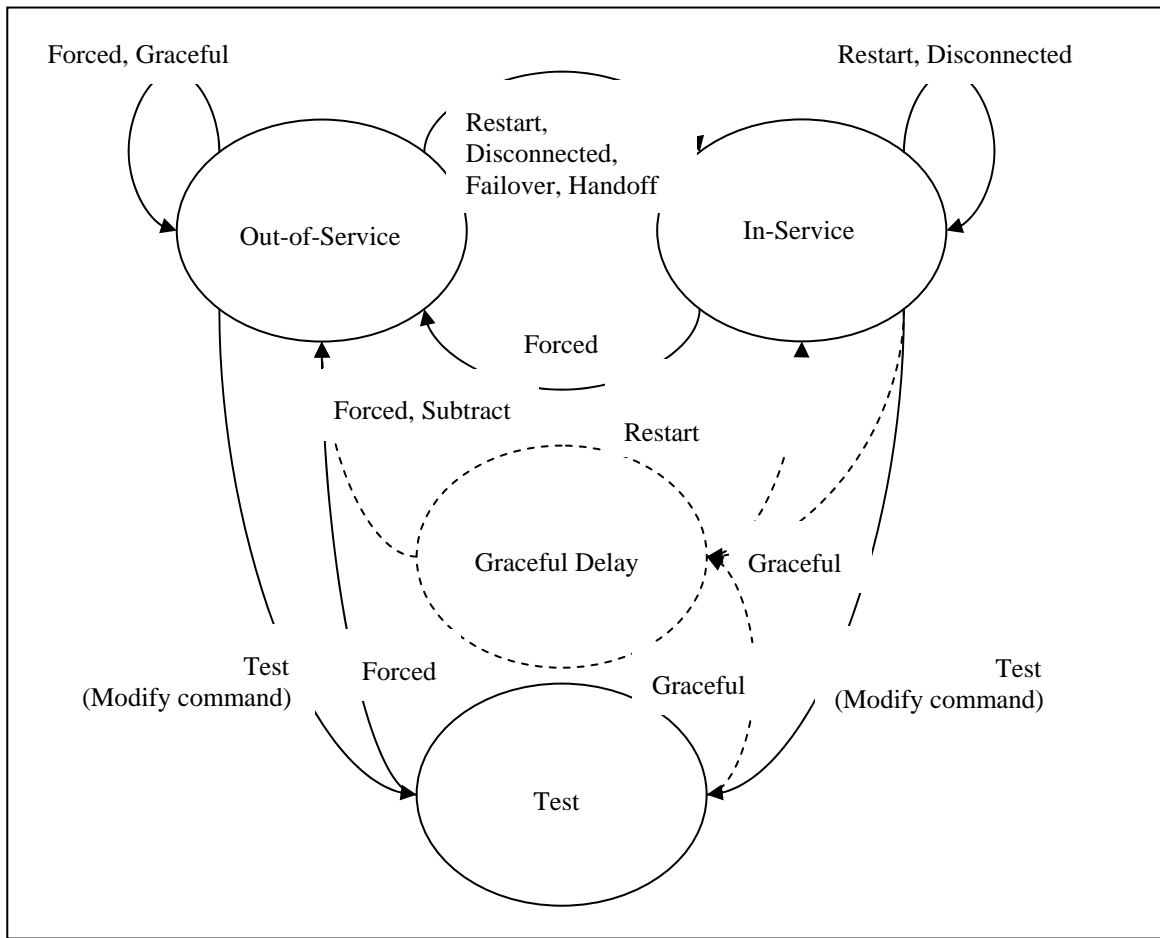 Forced, Graceful
Restart, Disconnected
Restart,
Disconnected,
Failover, Handoff
Out-of-Service
In-Service
Forced
Forced, Subtract
Restart
Graceful Delay
Graceful
Test
(Modify command)
Forced
Graceful
Test
(Modify command)
Test